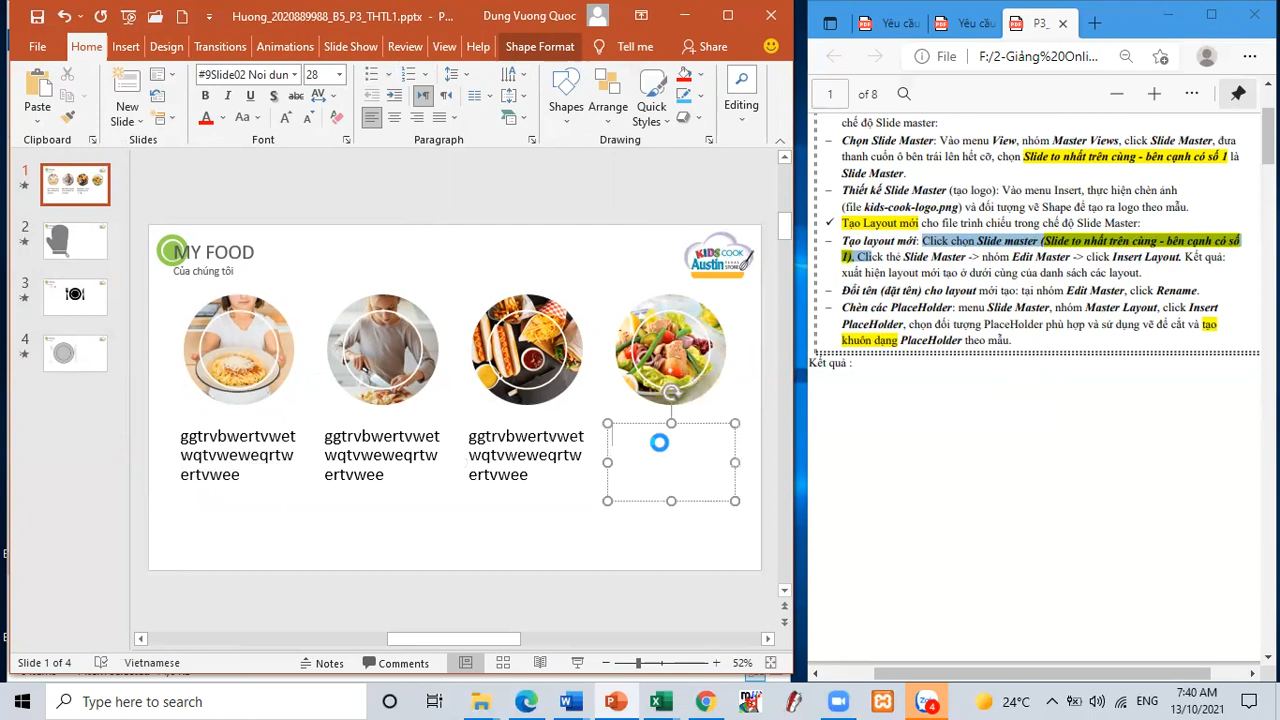 Huong_2020889988_B5_P3_THTL1.pptx - P...
Dung Vuong Quoc
File Home Insert Design Transitions Animations Slide Show Review View Help Shape Format Tell me Share
Paste
New
Slide
#9Slide02 Noi dun 28
B I U S abc AV
A Aa A A
Shapes
Arrange
Quick
Styles
Editing
Clipboard Slides Font Paragraph Drawing
1
2
3
4
MY FOOD
Của chúng tôi
KIDS COOK
Austin
STORE
ggtrvbwertvwet
wqtvweweqrtw
ertvwee
ggtrvbwertvwet
wqtvweweqrtw
ertvwee
ggtrvbwertvwet
wqtvweweqrtw
ertvwee
Slide 1 of 4 Vietnamese Notes Comments 52%
Yêu cầu
Yêu cầu
P3_
File F:/2-Giảng%20Onli...
1 of 8
chế độ Slide master:
– Chọn Slide Master: Vào menu View, nhóm Master Views, click Slide Master, đưa
thanh cuốn ô bên trái lên hết cỡ, chọn Slide to nhất trên cùng - bên cạnh có số 1 là
Slide Master.
– Thiết kế Slide Master (tạo logo): Vào menu Insert, thực hiện chèn ảnh
(file kids-cook-logo.png) và đối tượng vẽ Shape để tạo ra logo theo mẫu.
✓ Tạo Layout mới cho file trình chiếu trong chế độ Slide Master:
– Tạo layout mới: Click chọn Slide master (Slide to nhất trên cùng - bên cạnh có số
1). Click thẻ Slide Master -> nhóm Edit Master -> click Insert Layout. Kết quả:
xuất hiện layout mới tạo ở dưới cùng của danh sách các layout.
– Đổi tên (đặt tên) cho layout mới tạo: tại nhóm Edit Master, click Rename.
– Chèn các PlaceHolder: menu Slide Master, nhóm Master Layout, click Insert
PlaceHolder, chọn đối tượng PlaceHolder phù hợp và sử dụng vẽ để cắt và tạo
khuôn dạng PlaceHolder theo mẫu.
Kết quả :
Type here to search
4
24°C
ENG
7:40 AM
13/10/2021